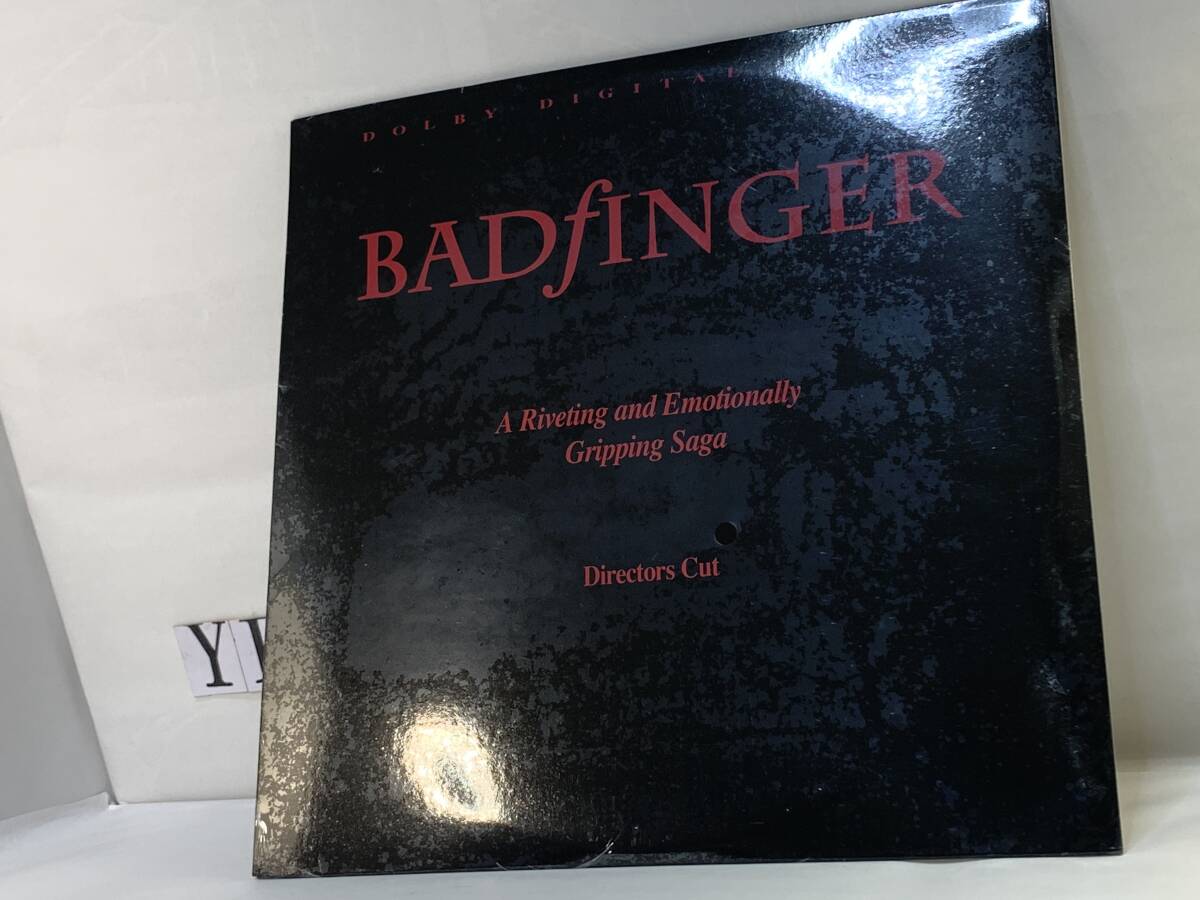 DOLBY DIGITAL
BADfINGER
A Riveting and Emotionally
Gripping Saga
Directors Cut
Y